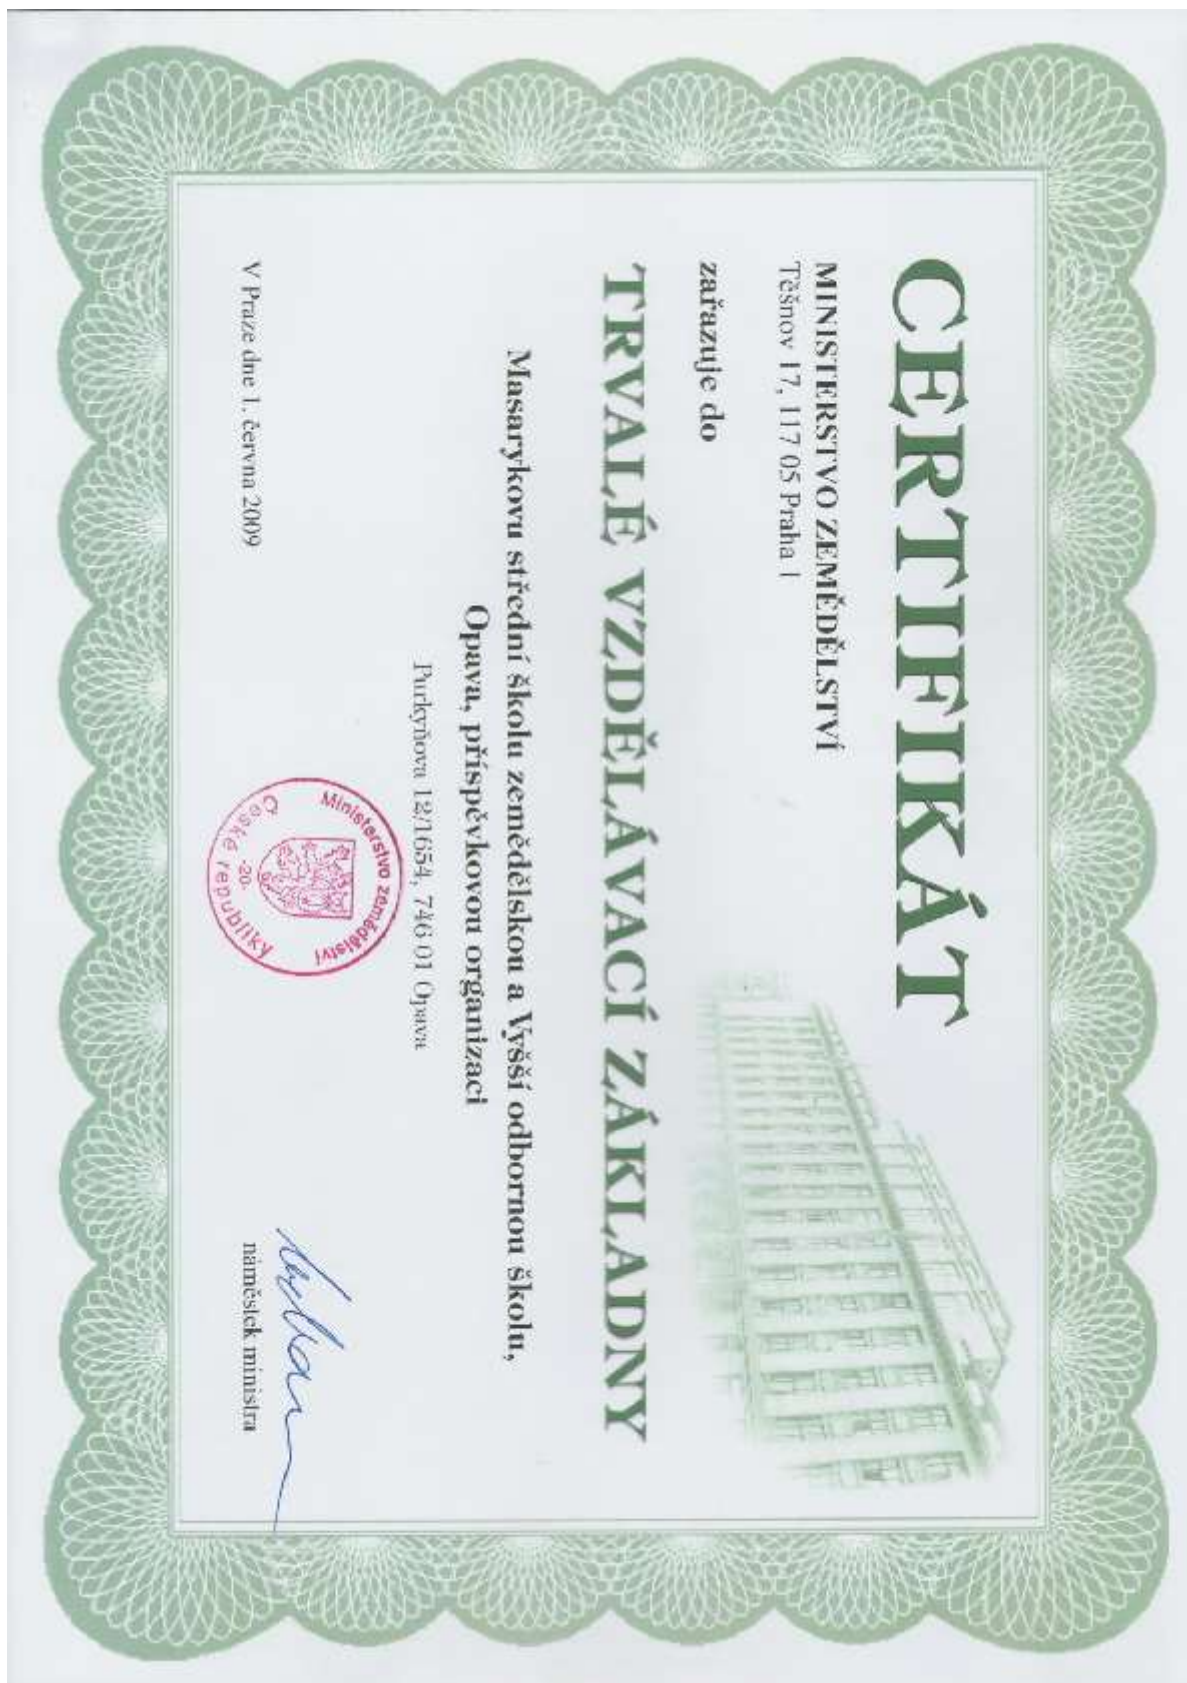 CERTIFIKÁT
MINISTERSTVO ZEMĚDĚLSTVÍ
Těšnov 17, 117 05 Praha 1
zařazuje do
TRVALÉ VZDĚLÁVACÍ ZÁKLADNY
Masarykovu střední školu zemědělskou a Vyšší odbornou školu,
Opava, příspěvkovou organizaci
Purkyňova 12/1654, 746 01 Opava
Ministerstvo zemědělství
-20-
České republiky
V Praze dne 1. června 2009
náměstek ministra